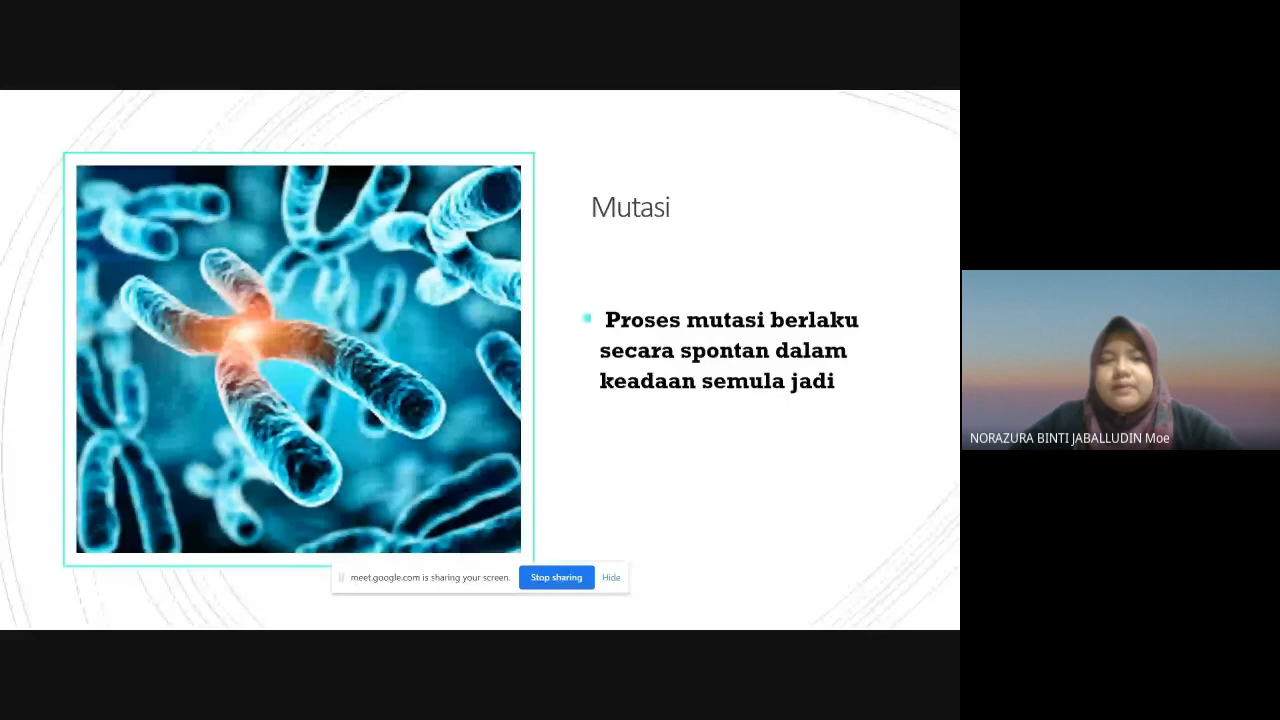 Mutasi
Proses mutasi berlaku
secara spontan dalam
keadaan semula jadi
NORAZURA BINTI JABALLUDIN Moe
meet.google.com is sharing your screen. Stop sharing Hide